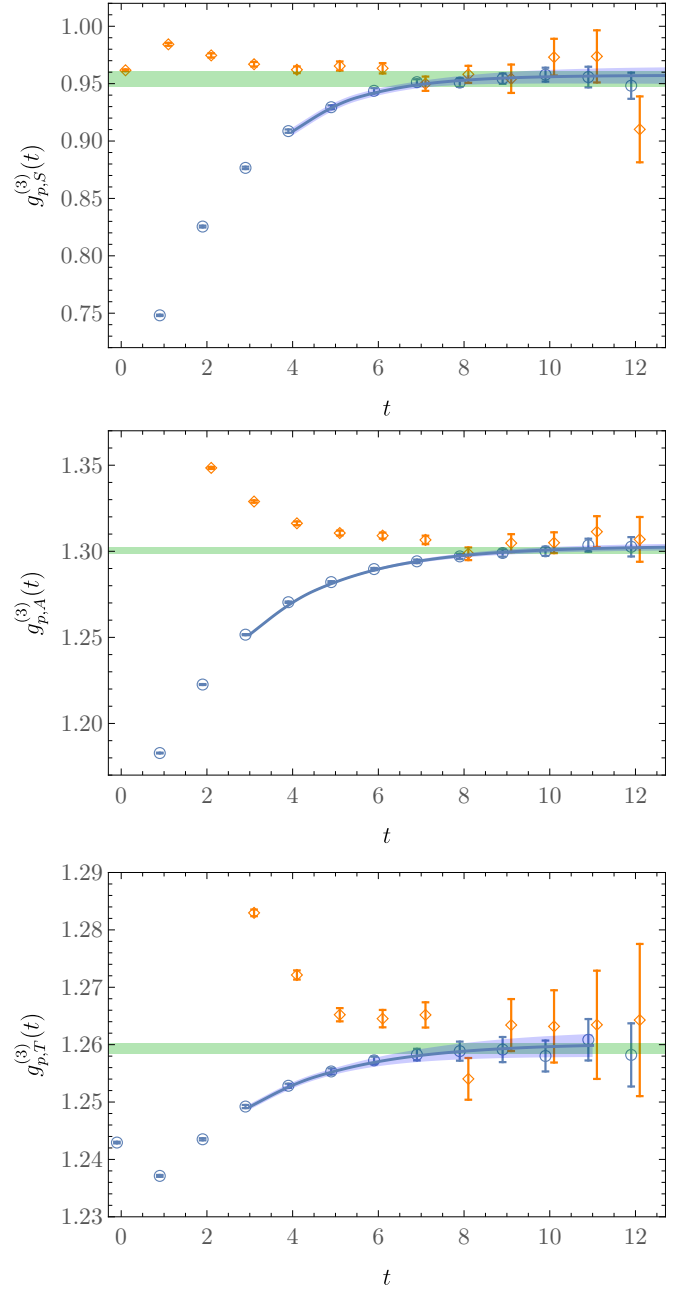 1.00
0.95
0.90
0.85
0.80
0.75
g_{p,S}^{(3)}(t)
0 2 4 6 8 10 12
t
1.35
1.30
1.25
1.20
g_{p,A}^{(3)}(t)
0 2 4 6 8 10 12
t
1.29
1.28
1.27
1.26
1.25
1.24
1.23
g_{p,T}^{(3)}(t)
0 2 4 6 8 10 12
t